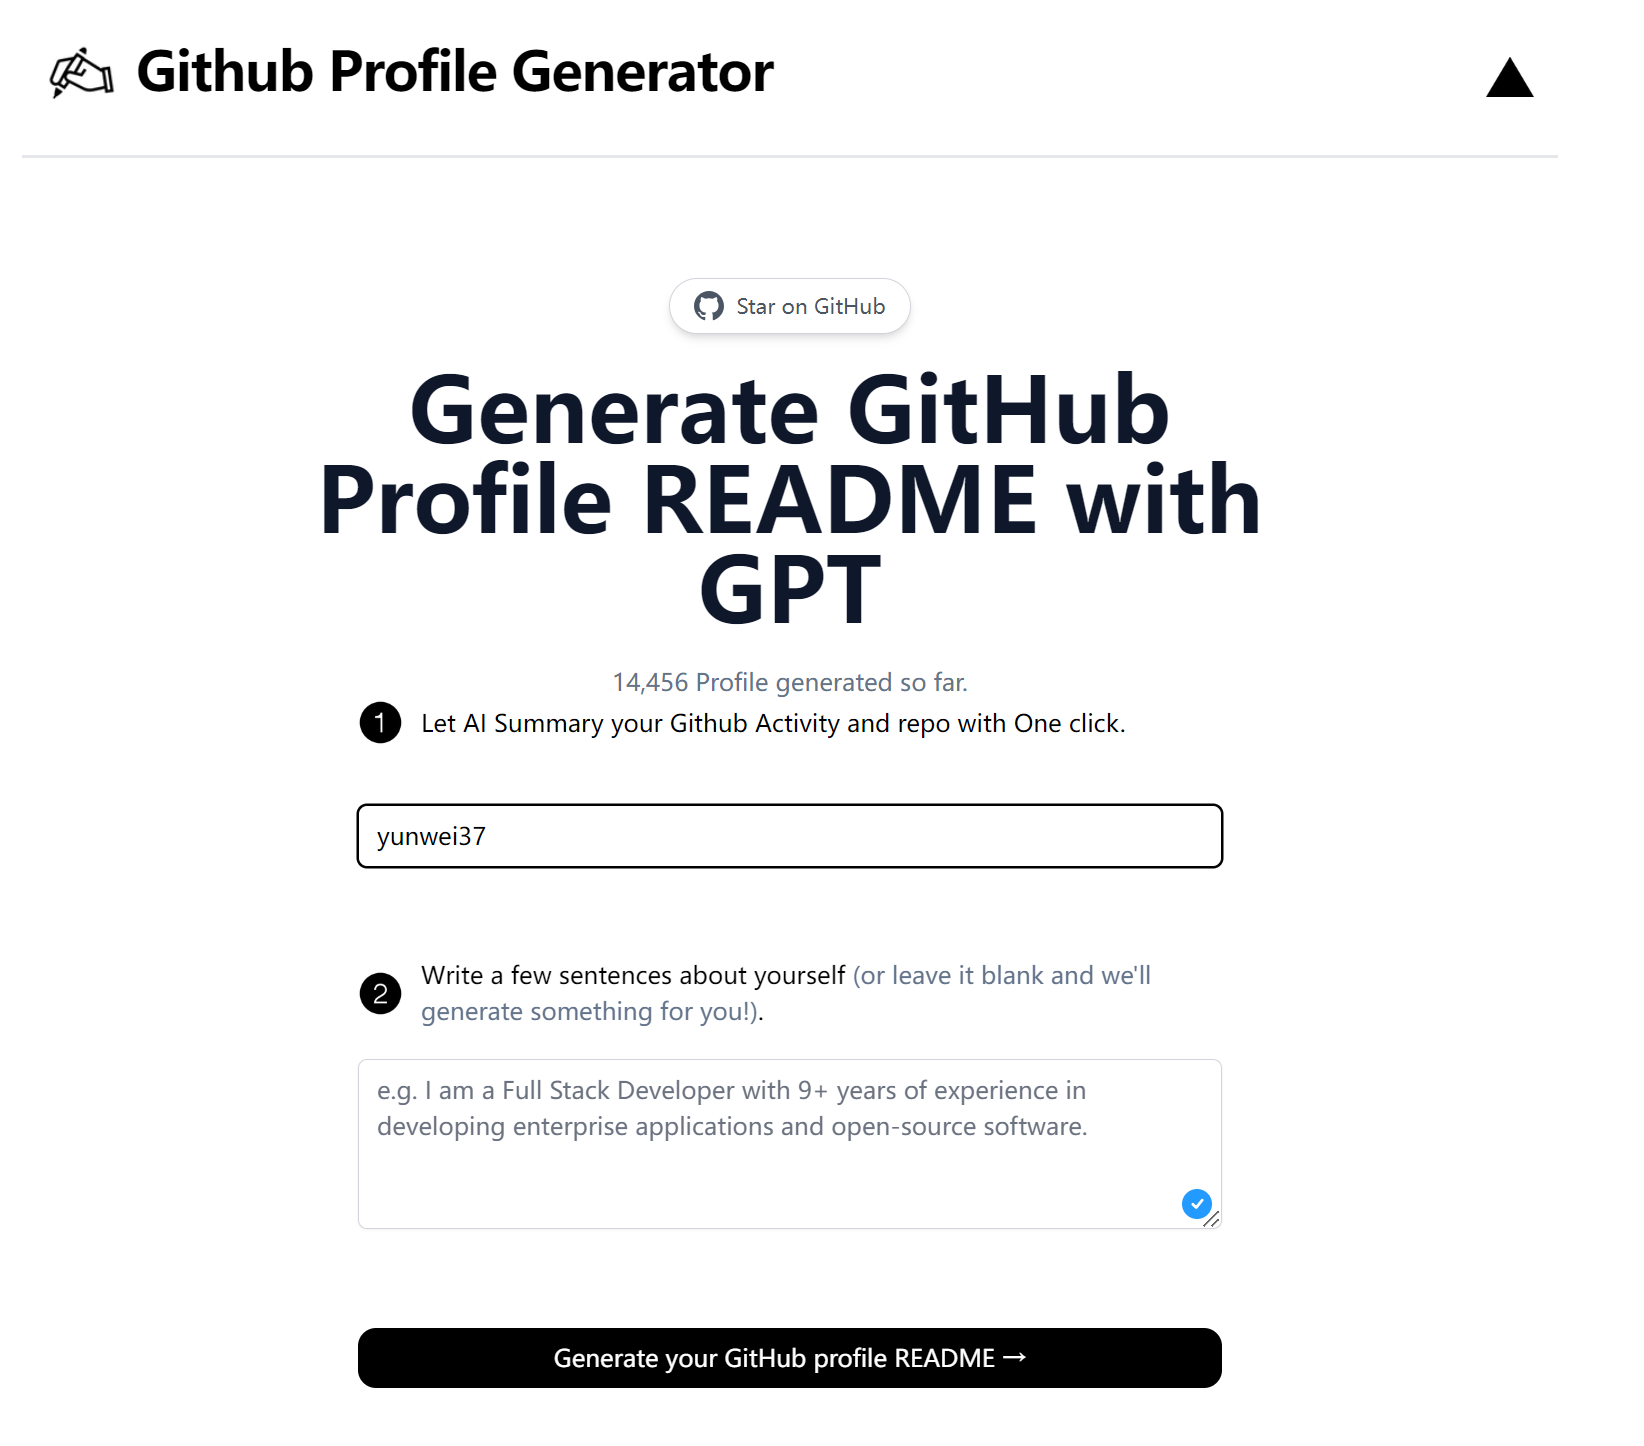 Github Profile Generator
Star on GitHub
Generate GitHub
Profile README with
GPT
14,456 Profile generated so far.
1 Let AI Summary your Github Activity and repo with One click.
yunwei37
2 Write a few sentences about yourself (or leave it blank and we'll
generate something for you!).
e.g. I am a Full Stack Developer with 9+ years of experience in
developing enterprise applications and open-source software.
Generate your GitHub profile README →